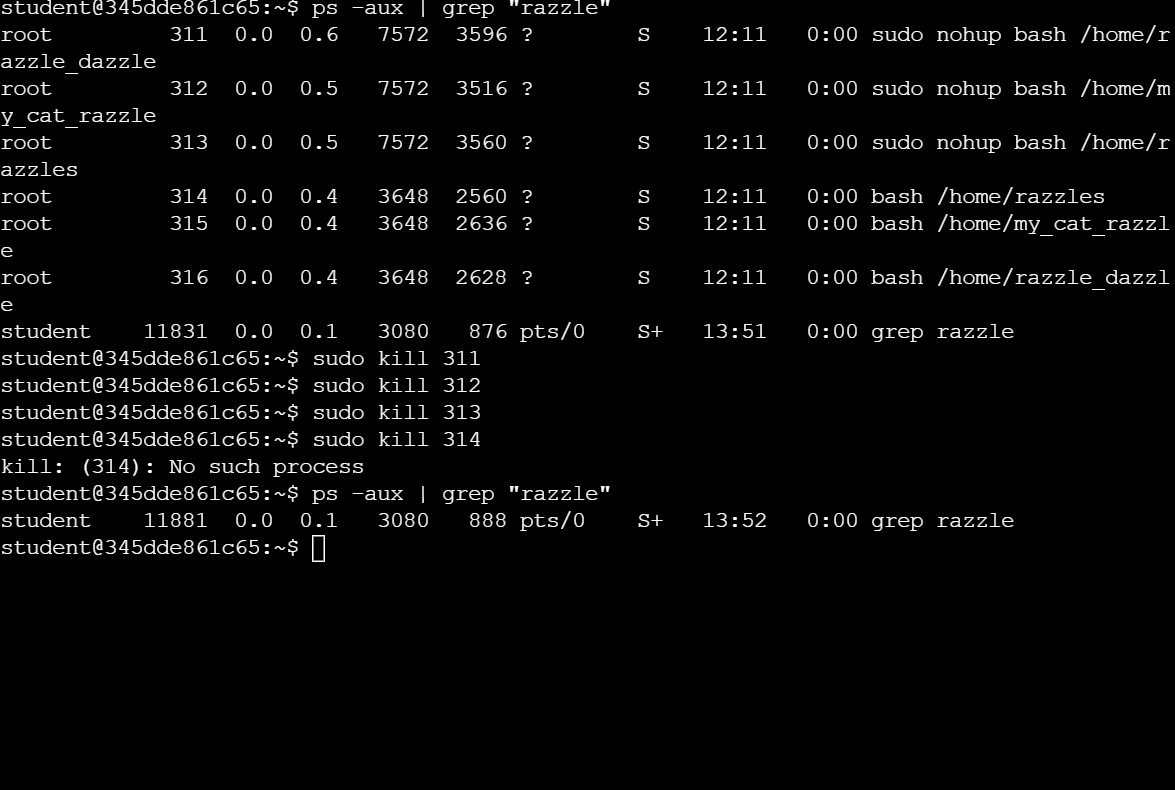 student@345dde861c65:~$ ps -aux | grep "razzle"
root         311  0.0  0.6   7572  3596 ?        S    12:11   0:00 sudo nohup bash /home/r
azzle_dazzle
root         312  0.0  0.5   7572  3516 ?        S    12:11   0:00 sudo nohup bash /home/m
y_cat_razzle
root         313  0.0  0.5   7572  3560 ?        S    12:11   0:00 sudo nohup bash /home/r
azzles
root         314  0.0  0.4   3648  2560 ?        S    12:11   0:00 bash /home/razzles
root         315  0.0  0.4   3648  2636 ?        S    12:11   0:00 bash /home/my_cat_razzl
e
root         316  0.0  0.4   3648  2628 ?        S    12:11   0:00 bash /home/razzle_dazzl
e
student    11831  0.0  0.1   3080   876 pts/0    S+   13:51   0:00 grep razzle
student@345dde861c65:~$ sudo kill 311
student@345dde861c65:~$ sudo kill 312
student@345dde861c65:~$ sudo kill 313
student@345dde861c65:~$ sudo kill 314
kill: (314): No such process
student@345dde861c65:~$ ps -aux | grep "razzle"
student    11881  0.0  0.1   3080   888 pts/0    S+   13:52   0:00 grep razzle
student@345dde861c65:~$